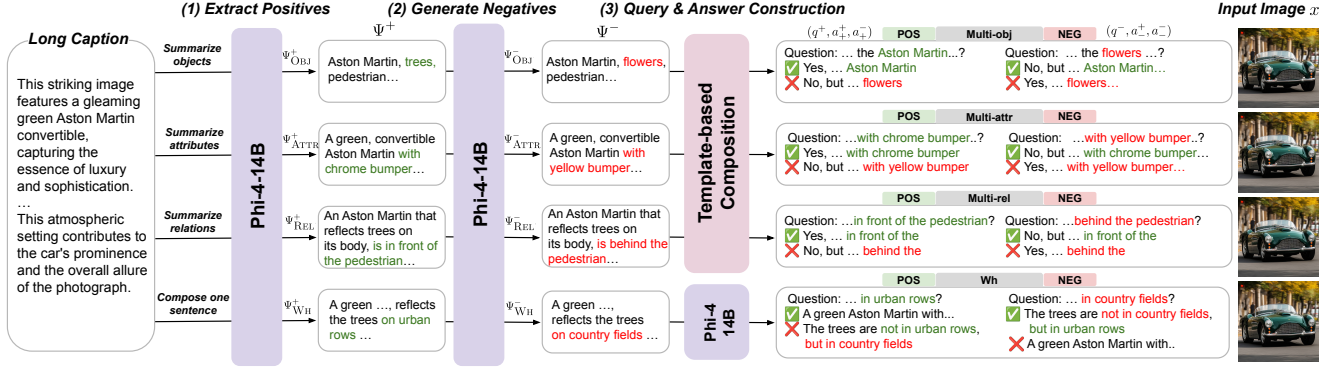 (1) Extract Positives
(2) Generate Negatives
(3) Query & Answer Construction
Input Image x
Long Caption
This striking image
features a gleaming
green Aston Martin
convertible,
capturing the
essence of luxury
and sophistication.
…
This atmospheric
setting contributes to
the car's prominence
and the overall allure
of the photograph.
Summarize
objects
Summarize
attributes
Summarize
relations
Compose one
sentence
Phi-4-14B
Ψ+
Ψ+OBJ
Aston Martin, trees,
pedestrian…
Ψ+ATTR
A green, convertible
Aston Martin with
chrome bumper…
Ψ+REL
An Aston Martin that
reflects trees on
its body, is in front of
the pedestrian…
Ψ+WH
A green …, reflects
the trees on urban
rows …
Phi-4-14B
Ψ−
Ψ−OBJ
Aston Martin, flowers,
pedestrian…
Ψ−ATTR
A green, convertible
Aston Martin with
yellow bumper…
Ψ−REL
An Aston Martin that
reflects trees on
its body, is behind the
pedestrian…
Ψ−WH
A green …,
reflects the trees
on country fields …
Template-based
Composition
Phi-4
14B
(q+, a++, a−+)
POS Multi-obj NEG
(q−, a+−, a−−)
Question: … the Aston Martin...?
✅ Yes, … Aston Martin
❌ No, but … flowers
Question: … the flowers …?
✅ No, but … Aston Martin…
❌ Yes, … flowers…
POS Multi-attr NEG
Question: …with chrome bumper..?
✅ Yes, … with chrome bumper
❌ No, but … with yellow bumper
Question: …with yellow bumper..?
✅ No, but …with chrome bumper…
❌ Yes, … with yellow bumper…
POS Multi-rel NEG
Question: …in front of the pedestrian?
✅ Yes, … in front of the
❌ No, but … behind the
Question: …behind the pedestrian?
✅ No, but … in front of the
❌ Yes, … behind the
POS Wh NEG
Question: … in urban rows?
✅ A green Aston Martin with...
❌ The trees are not in urban rows,
but in country fields
Question: … in country fields?
✅ The trees are not in country fields,
but in urban rows
❌ A green Aston Martin with..